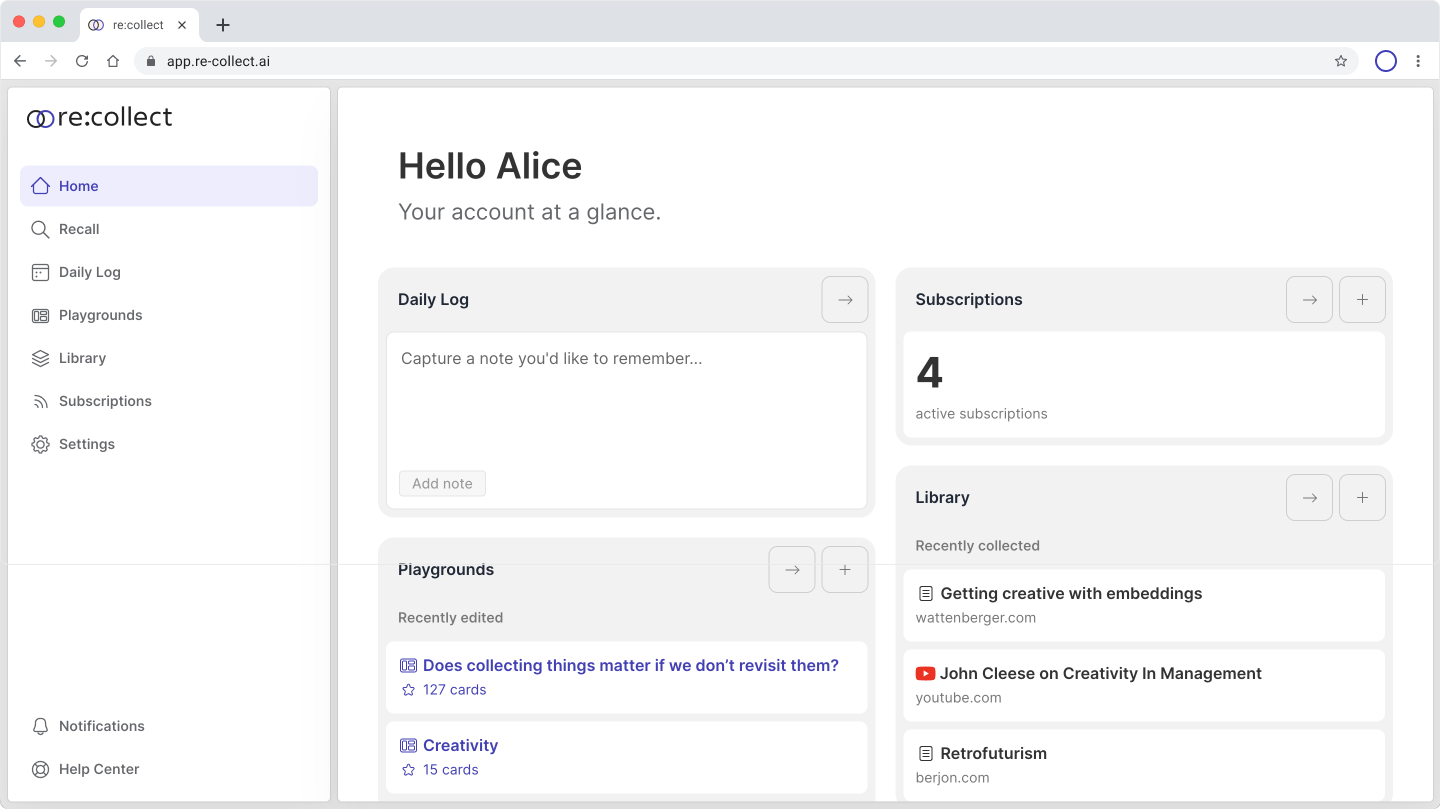 re:collect
app.re-collect.ai
re:collect
Home
Recall
Daily Log
Playgrounds
Library
Subscriptions
Settings
Notifications
Help Center
Hello Alice
Your account at a glance.
Daily Log
Capture a note you'd like to remember...
Add note
Playgrounds
Recently edited
Does collecting things matter if we don’t revisit them?
127 cards
Creativity
15 cards
Subscriptions
4
active subscriptions
Library
Recently collected
Getting creative with embeddings
wattenberger.com
John Cleese on Creativity In Management
youtube.com
Retrofuturism
berjon.com